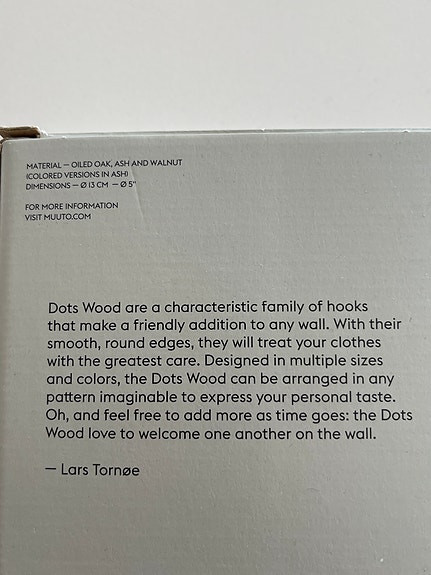 MATERIAL — OILED OAK, ASH AND WALNUT
(COLORED VERSIONS IN ASH)
DIMENSIONS — Ø 13 CM — Ø 5"
FOR MORE INFORMATION
VISIT MUUTO.COM
Dots Wood are a characteristic family of hooks
that make a friendly addition to any wall. With their
smooth, round edges, they will treat your clothes
with the greatest care. Designed in multiple sizes
and colors, the Dots Wood can be arranged in any
pattern imaginable to express your personal taste.
Oh, and feel free to add more as time goes: the Dots
Wood love to welcome one another on the wall.
— Lars Tornøe